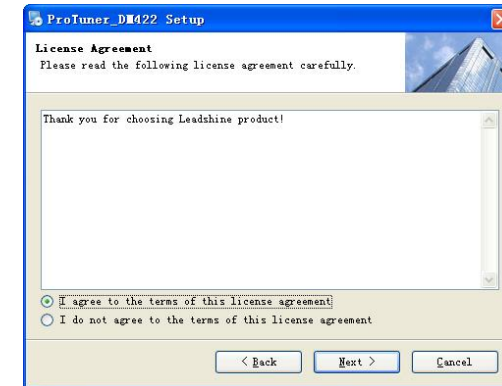 ProTuner_DM422 Setup
License Agreement
Please read the following license agreement carefully.
Thank you for choosing Leadshine product!
I agree to the terms of this license agreement
I do not agree to the terms of this license agreement
< Back Next > Cancel